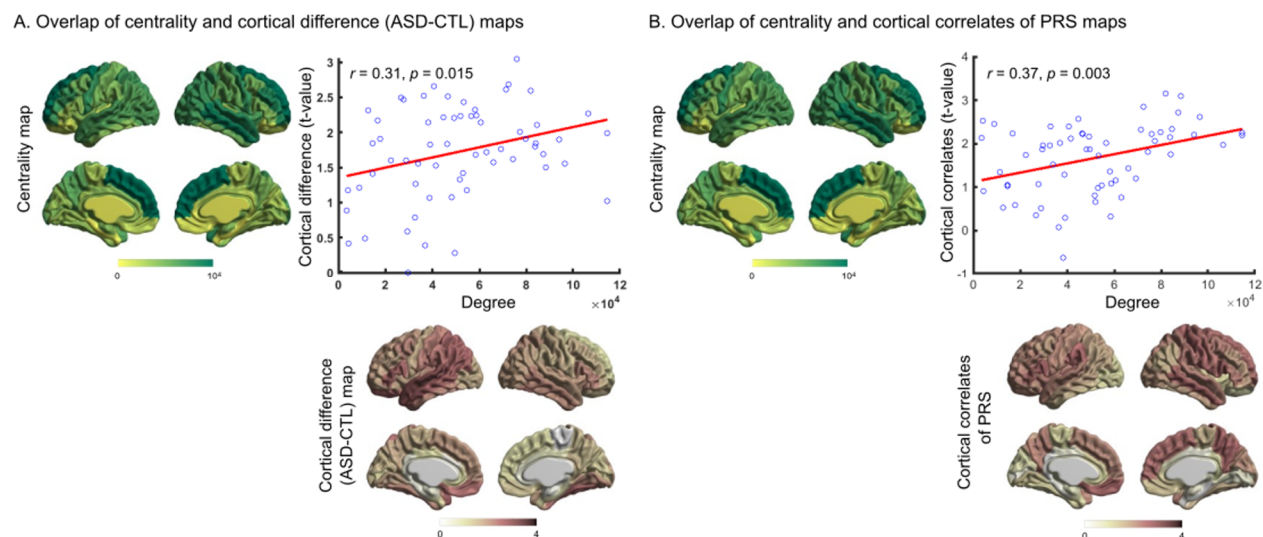 A. Overlap of centrality and cortical difference (ASD-CTL) maps
Centrality map
0 10⁴
Cortical difference (t-value)
r = 0.31, p = 0.015
3
2.5
2
1.5
1
0.5
0
0 2 4 6 8 10 12
Degree
×10⁴
Cortical difference
(ASD-CTL) map
0 4
B. Overlap of centrality and cortical correlates of PRS maps
Centrality map
0 10⁴
Cortical correlates (t-value)
r = 0.37, p = 0.003
4
3
2
1
0
-1
0 2 4 6 8 10 12
Degree
×10⁴
Cortical correlates
of PRS
0 4